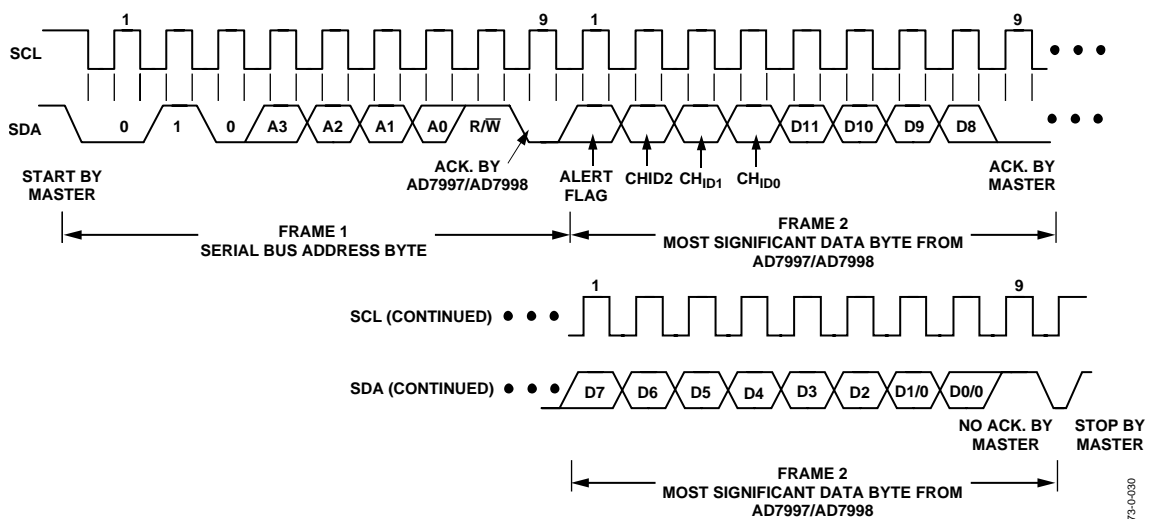 1 9 1 9
SCL
SDA 0 1 0 A3 A2 A1 A0 R/W̅ D11 D10 D9 D8
START BY
MASTER
ACK. BY
AD7997/AD7998
ALERT
FLAG
CHID2
CHID1
CHID0
ACK. BY
MASTER
FRAME 1
SERIAL BUS ADDRESS BYTE
FRAME 2
MOST SIGNIFICANT DATA BYTE FROM
AD7997/AD7998
1 9
SCL (CONTINUED)
SDA (CONTINUED) D7 D6 D5 D4 D3 D2 D1/0 D0/0
NO ACK. BY
MASTER
STOP BY
MASTER
FRAME 2
MOST SIGNIFICANT DATA BYTE FROM
AD7997/AD7998
73-0-030